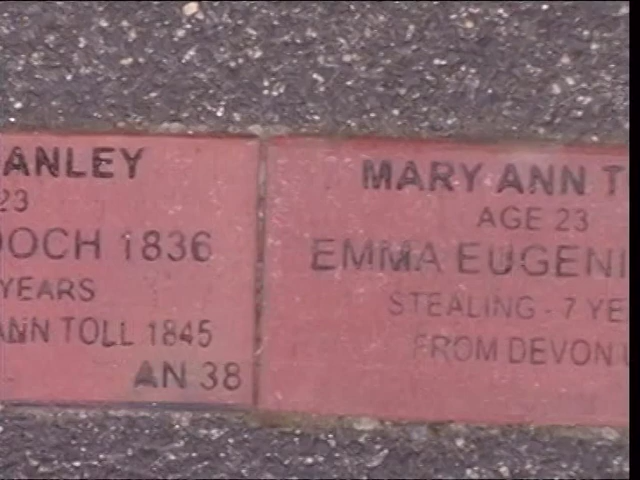 ANLEY
23
OCH 1836
YEARS
ANN TOLL 1845
AN 38
MARY ANN T
AGE 23
EMMA EUGENI
STEALING - 7 YE
FROM DEVON